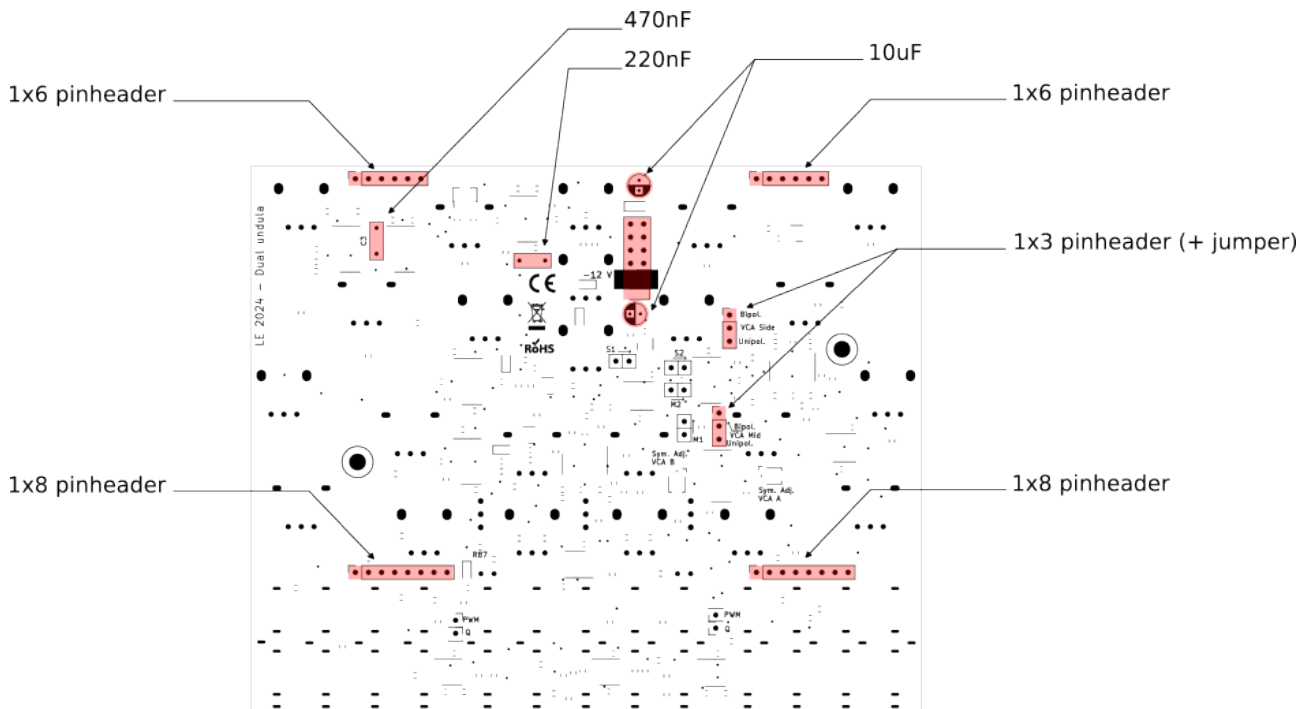 470nF
220nF
10uF
1x6 pinheader
1x6 pinheader
LE 2024 – Dual undula
C3
-12 V
CE
RoHS
1x3 pinheader (+ jumper)
Bipol.
VCA Side
Unipol.
S1
S2
M2
M1
Bipol.
VCA Mid
Unipol.
Sym. Adj.
VCA B
Sym. Adj.
VCA A
1x8 pinheader
1x8 pinheader
RB7
PWM
Q
PWM
Q